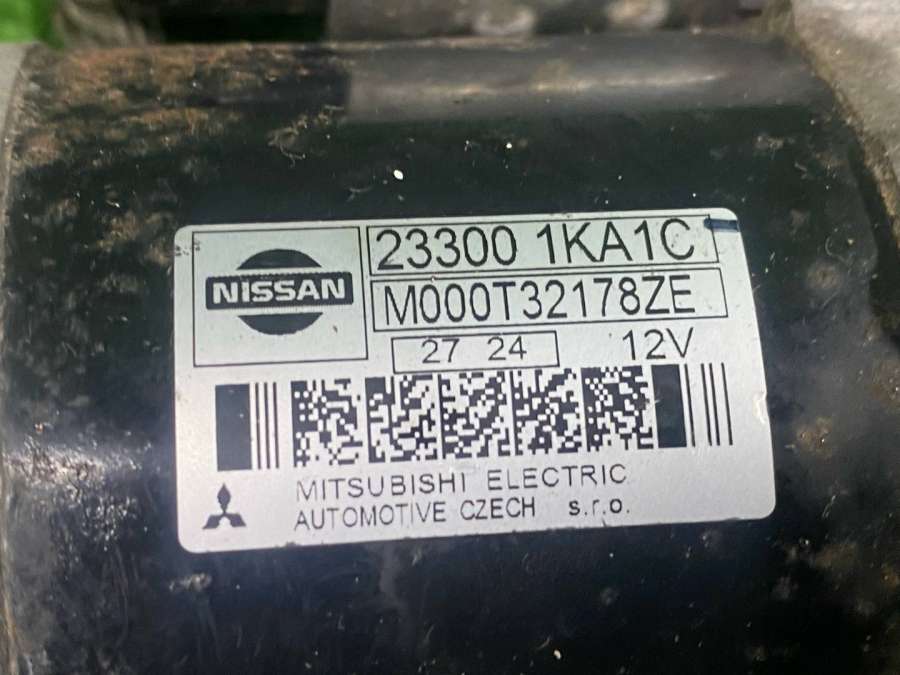 NISSAN
23300 1KA1C
M000T32178ZE
27 24
12V
MITSUBISHI ELECTRIC
AUTOMOTIVE CZECH s.r.o.